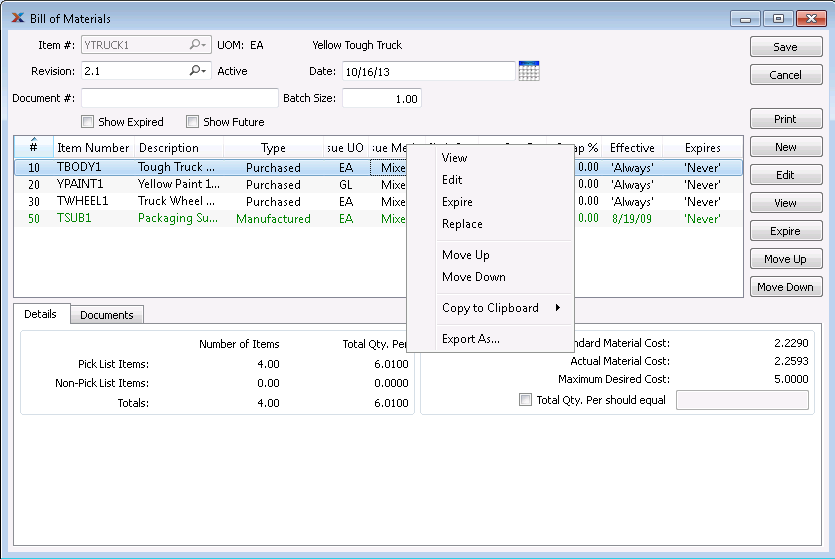 Bill of Materials
Item #: YTRUCK1 UOM: EA Yellow Tough Truck
Save
Revision: 2.1 Active Date: 10/16/13
Cancel
Document #: Batch Size: 1.00
Show Expired Show Future
Print
# Item Number Description Type sue UO Scrap % Effective Expires
New
10 TBODY1 Tough Truck ... Purchased EA Mixe 0.00 'Always' 'Never'
20 YPAINT1 Yellow Paint 1... Purchased GL Mixe 0.00 'Always' 'Never'
30 TWHEEL1 Truck Wheel ... Purchased EA Mixe 0.00 'Always' 'Never'
50 TSUB1 Packaging Su... Manufactured EA Mixe 0.00 8/19/09 'Never'
Edit
View
Expire
Move Up
Move Down
View
Edit
Expire
Replace
Move Up
Move Down
Copy to Clipboard
Export As...
Details Documents
Number of Items Total Qty. Per
Pick List Items: 4.00 6.0100
Non-Pick List Items: 0.00 0.0000
Totals: 4.00 6.0100
ndard Material Cost: 2.2290
Actual Material Cost: 2.2593
Maximum Desired Cost: 5.0000
Total Qty. Per should equal